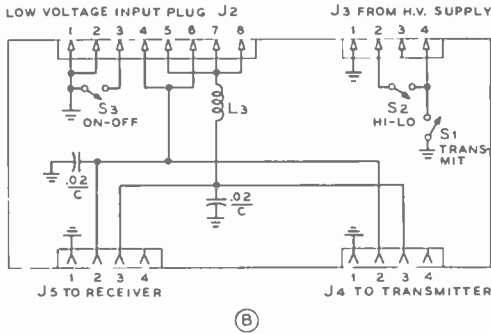 LOW VOLTAGE INPUT PLUG J2
J3 FROM H.V. SUPPLY
1 2 3 4 5 6 7 8
1 2 3 4
S3
ON-OFF
L3
S2
HI-LO
S1
TRANSMIT
.02
C
.02
C
1 2 3 4
1 2 3 4
J5 TO RECEIVER
J4 TO TRANSMITTER
B